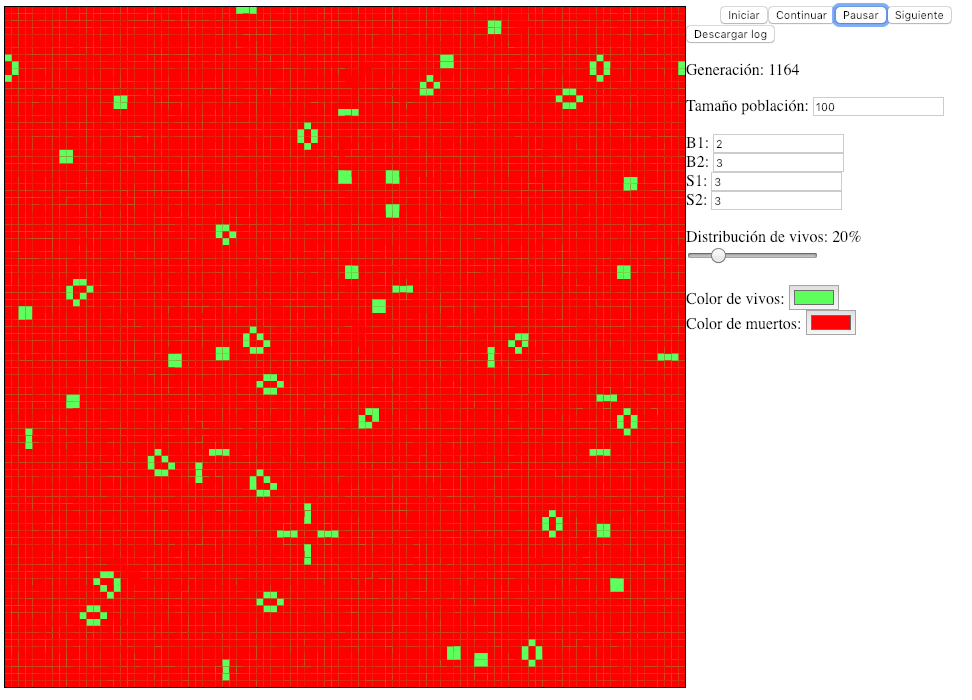 Iniciar Continuar Pausar Siguiente
Descargar log
Generación: 1164
Tamaño población: 100
B1: 2
B2: 3
S1: 3
S2: 3
Distribución de vivos: 20%
Color de vivos:
Color de muertos: